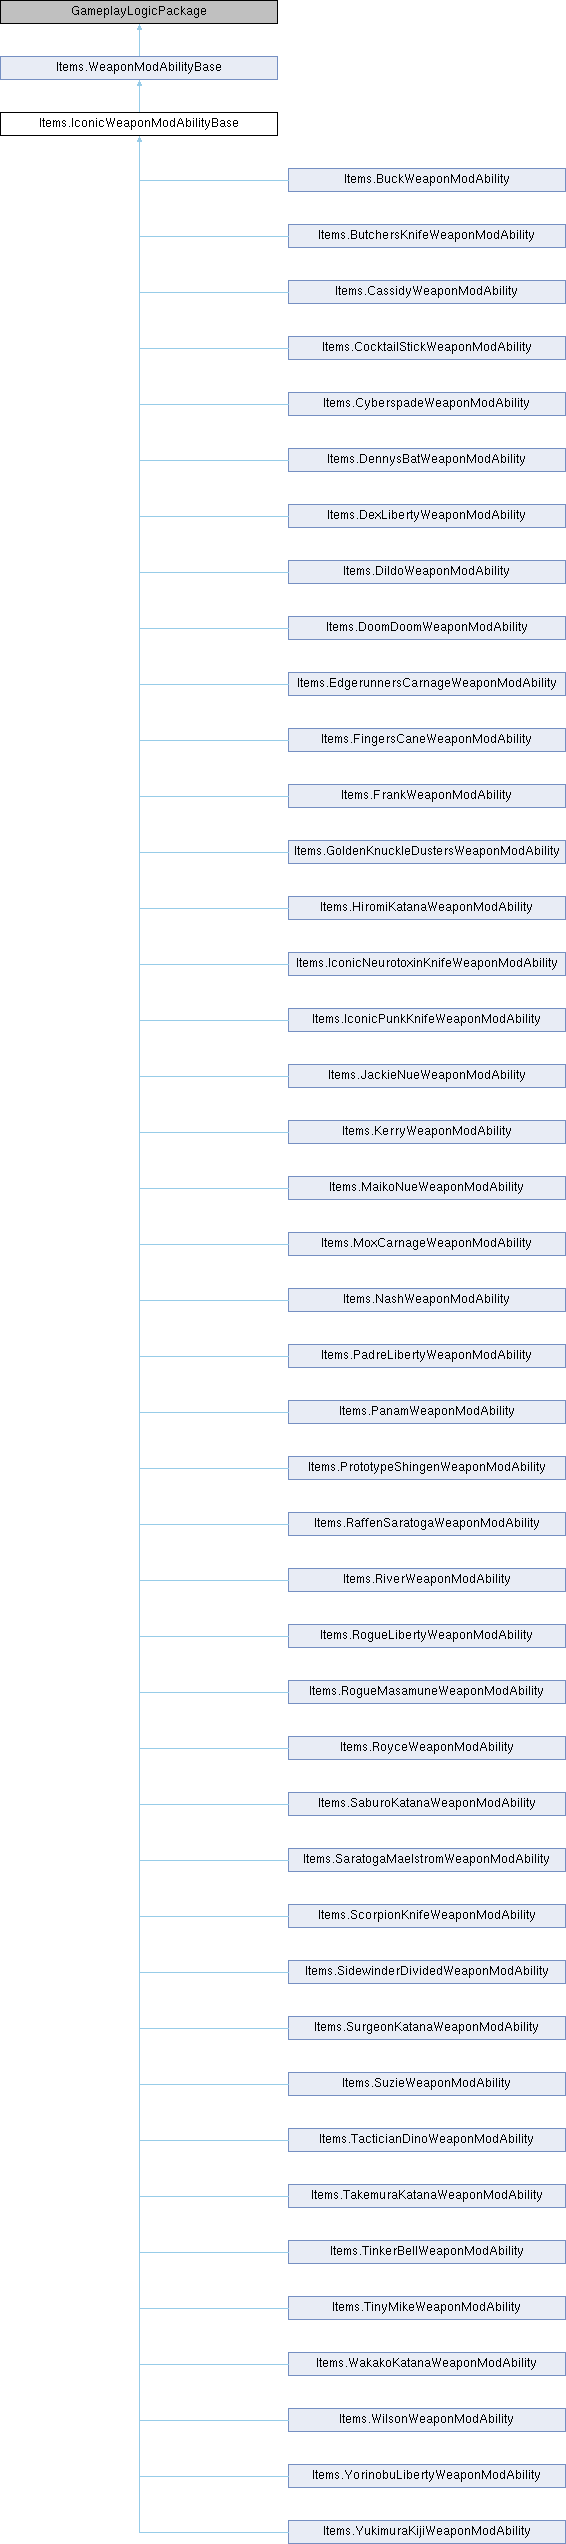 GameplayLogicPackage
Items.WeaponModAbilityBase
Items.IconicWeaponModAbilityBase
Items.BuckWeaponModAbility
Items.ButchersKnifeWeaponModAbility
Items.CassidyWeaponModAbility
Items.CocktailStickWeaponModAbility
Items.CyberspadeWeaponModAbility
Items.DennysBatWeaponModAbility
Items.DexLibertyWeaponModAbility
Items.DildoWeaponModAbility
Items.DoomDoomWeaponModAbility
Items.EdgerunnersCarnageWeaponModAbility
Items.FingersCaneWeaponModAbility
Items.FrankWeaponModAbility
Items.GoldenKnuckleDustersWeaponModAbility
Items.HiromiKatanaWeaponModAbility
Items.IconicNeurotoxinKnifeWeaponModAbility
Items.IconicPunkKnifeWeaponModAbility
Items.JackieNueWeaponModAbility
Items.KerryWeaponModAbility
Items.MaikoNueWeaponModAbility
Items.MoxCarnageWeaponModAbility
Items.NashWeaponModAbility
Items.PadreLibertyWeaponModAbility
Items.PanamWeaponModAbility
Items.PrototypeShingenWeaponModAbility
Items.RaffenSaratogaWeaponModAbility
Items.RiverWeaponModAbility
Items.RogueLibertyWeaponModAbility
Items.RogueMasamuneWeaponModAbility
Items.RoyceWeaponModAbility
Items.SaburoKatanaWeaponModAbility
Items.SaratogaMaelstromWeaponModAbility
Items.ScorpionKnifeWeaponModAbility
Items.SidewinderDividedWeaponModAbility
Items.SurgeonKatanaWeaponModAbility
Items.SuzieWeaponModAbility
Items.TacticianDinoWeaponModAbility
Items.TakemuraKatanaWeaponModAbility
Items.TinkerBellWeaponModAbility
Items.TinyMikeWeaponModAbility
Items.WakakoKatanaWeaponModAbility
Items.WilsonWeaponModAbility
Items.YorinobuLibertyWeaponModAbility
Items.YukimuraKijiWeaponModAbility